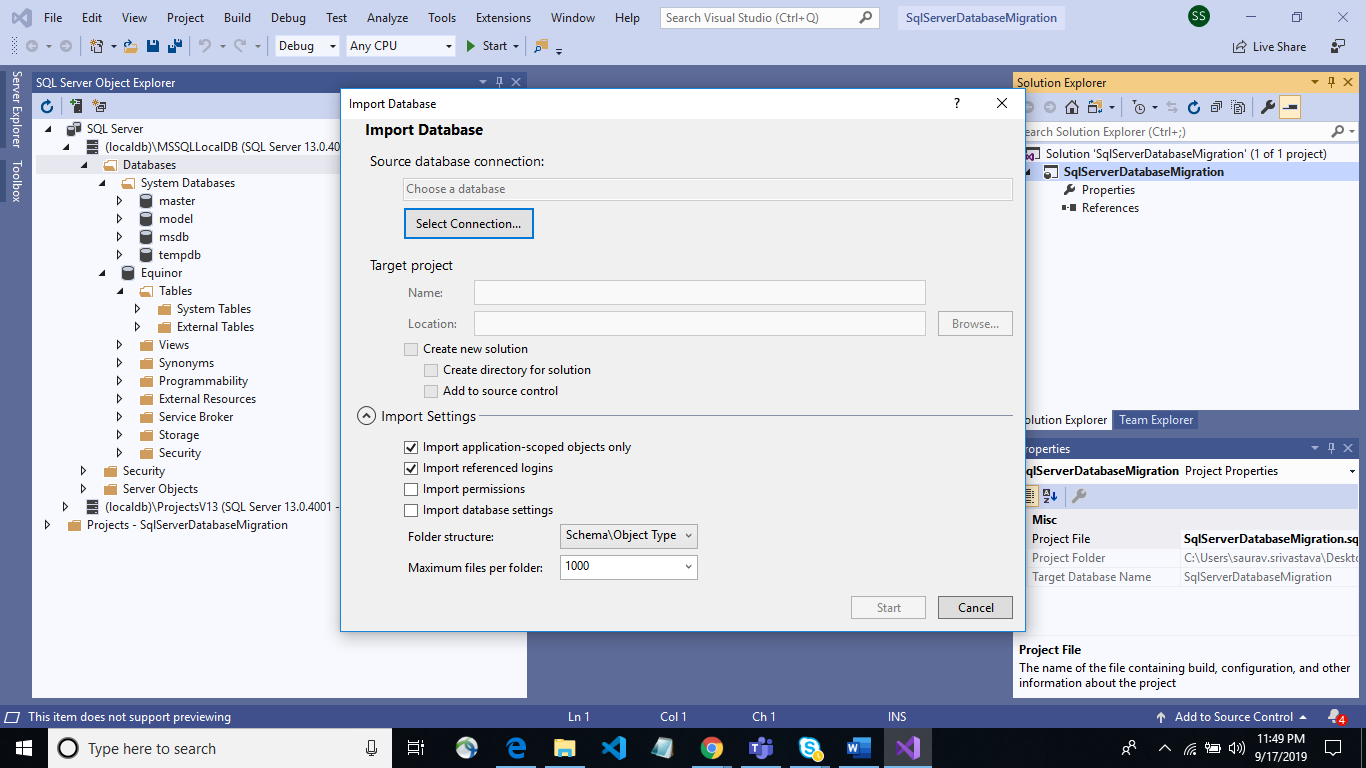 File Edit View Project Build Debug Test Analyze Tools Extensions Window Help Search Visual Studio (Ctrl+Q) SqlServerDatabaseMigration SS
Debug Any CPU Start Live Share
Server Explorer
Toolbox
SQL Server Object Explorer
SQL Server
(localdb)\MSSQLLocalDB (SQL Server 13.0.40
Databases
System Databases
master
model
msdb
tempdb
Equinor
Tables
System Tables
External Tables
Views
Synonyms
Programmability
External Resources
Service Broker
Storage
Security
Security
Server Objects
(localdb)\ProjectsV13 (SQL Server 13.0.4001 -
Projects - SqlServerDatabaseMigration
Import Database ?
Import Database
Source database connection:
Choose a database
Select Connection...
Target project
Name:
Location: Browse...
Create new solution
Create directory for solution
Add to source control
Import Settings
Import application-scoped objects only
Import referenced logins
Import permissions
Import database settings
Folder structure: Schema\Object Type
Maximum files per folder: 1000
Start Cancel
Solution Explorer
earch Solution Explorer (Ctrl+;)
Solution 'SqlServerDatabaseMigration' (1 of 1 project)
SqlServerDatabaseMigration
Properties
References
olution Explorer Team Explorer
roperties
qlServerDatabaseMigration Project Properties
Misc
Project File SqlServerDatabaseMigration.sq
Project Folder C:\Users\saurav.srivastava\Deskto
Target Database Name SqlServerDatabaseMigration
Project File
The name of the file containing build, configuration, and other
information about the project
This item does not support previewing Ln 1 Col 1 Ch 1 INS Add to Source Control 4
Type here to search 11:49 PM
9/17/2019